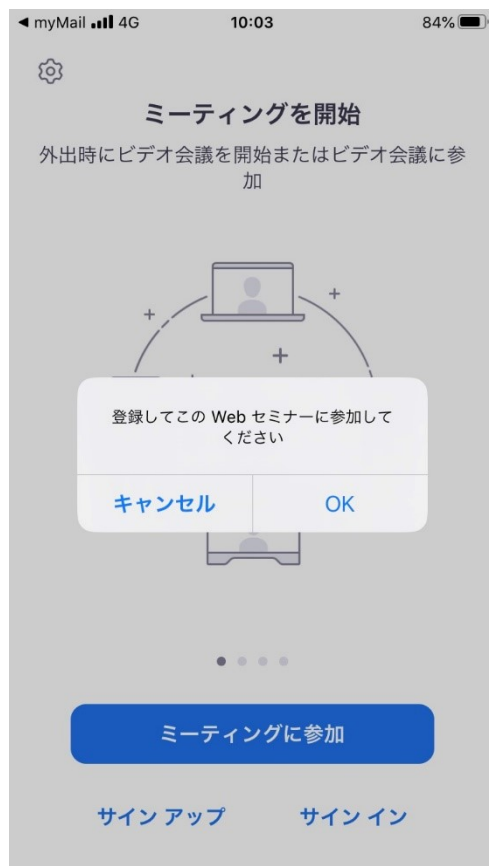 ◀ myMail 4G 10:03 84%
ミーティングを開始
外出時にビデオ会議を開始またはビデオ会議に参
加
登録してこの Web セミナーに参加して
ください
キャンセル OK
ミーティングに参加
サイン アップ サイン イン